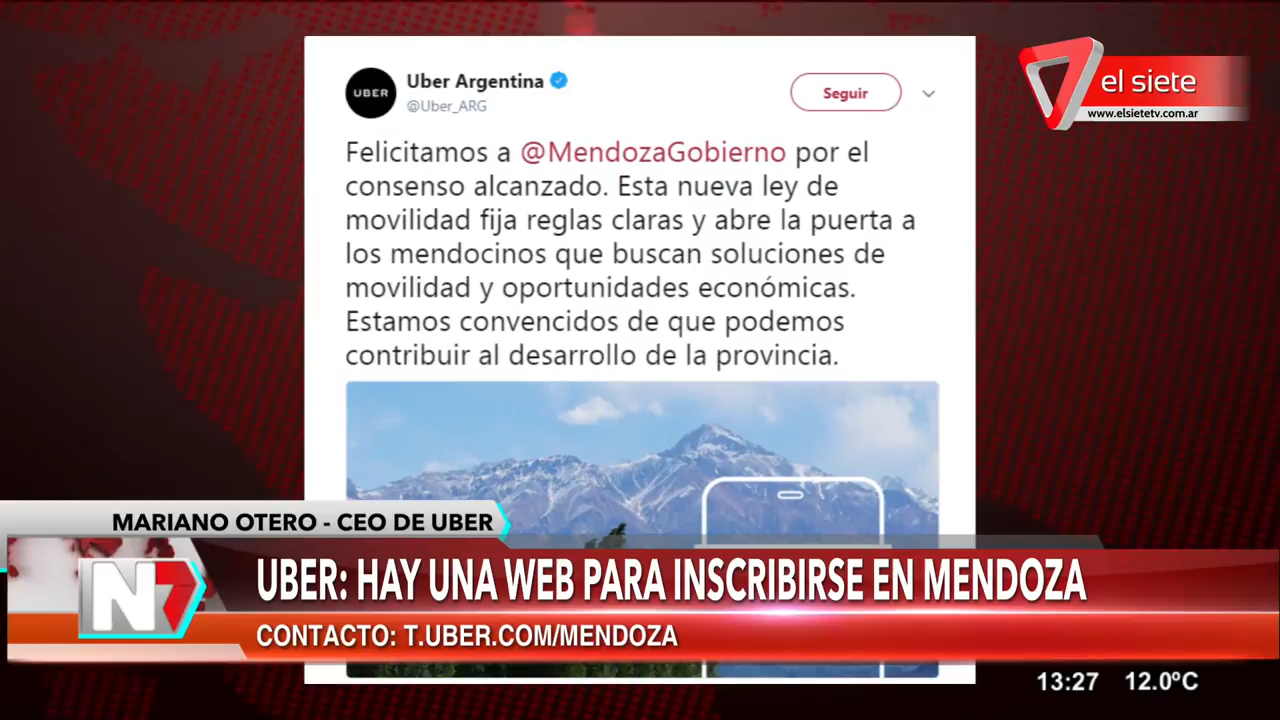 UBER
Uber Argentina
@Uber_ARG
Seguir
el siete
www.elsietetv.com.ar
Felicitamos a @MendozaGobierno por el
consenso alcanzado. Esta nueva ley de
movilidad fija reglas claras y abre la puerta a
los mendocinos que buscan soluciones de
movilidad y oportunidades económicas.
Estamos convencidos de que podemos
contribuir al desarrollo de la provincia.
MARIANO OTERO - CEO DE UBER
N7
UBER: HAY UNA WEB PARA INSCRIBIRSE EN MENDOZA
CONTACTO: T.UBER.COM/MENDOZA
13:27 12.0ºC